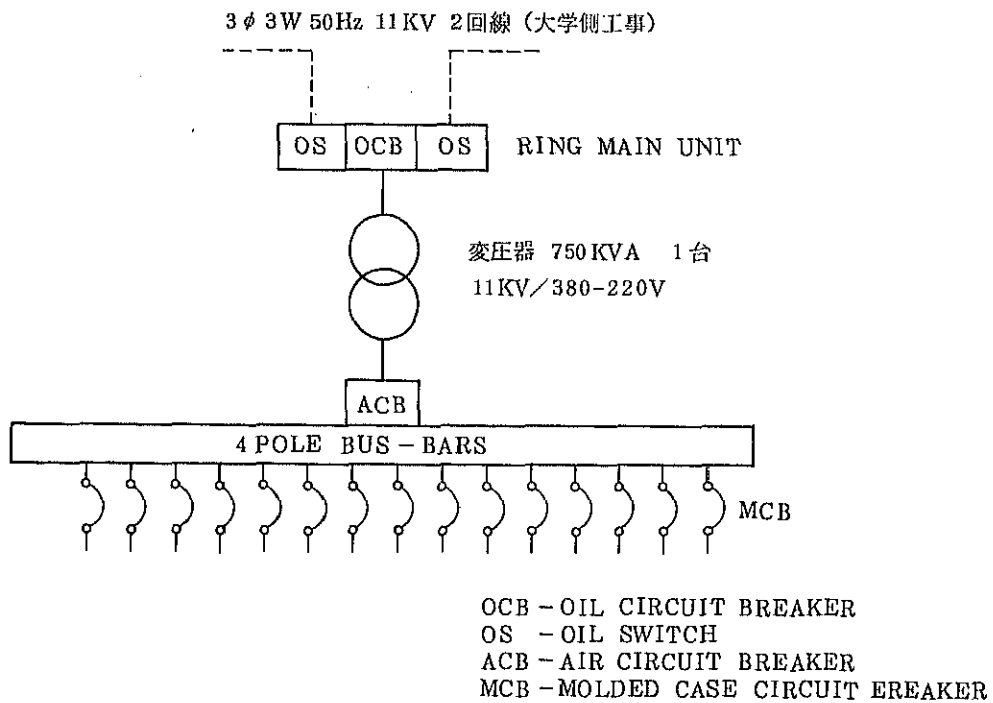 3φ 3W 50Hz 11KV 2回線 (大学側工事)
OS OCB OS RING MAIN UNIT
変圧器 750KVA 1台
11KV/380-220V
ACB
4 POLE BUS-BARS
MCB
OCB - OIL CIRCUIT BREAKER
OS - OIL SWITCH
ACB - AIR CIRCUIT BREAKER
MCB - MOLDED CASE CIRCUIT EREAKER